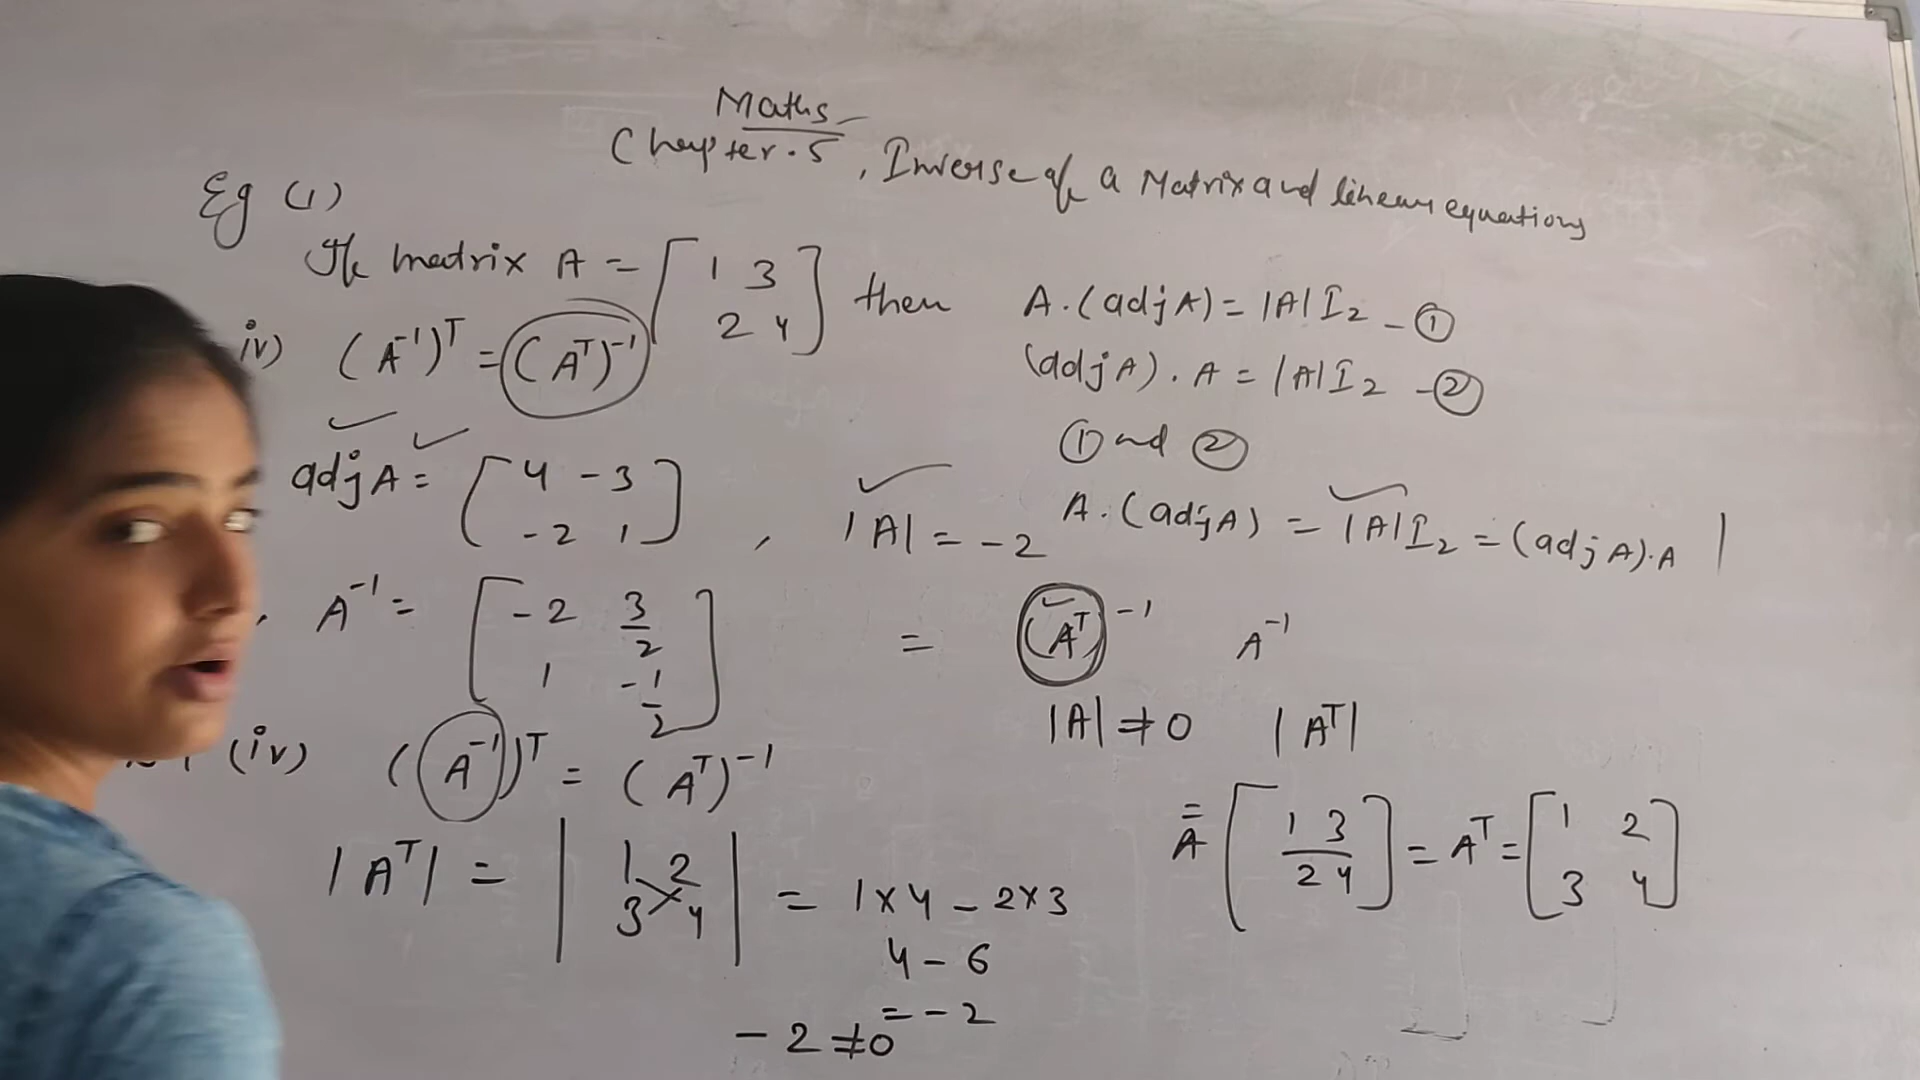 Maths
Chapter.5, Inverse of a Matrix and linear equations
Eg (1)
If matrix A = [ 1 3 ; 2 4 ] then
iv) (A⁻¹)ᵀ = (Aᵀ)⁻¹
A.(adj A) = |A| I₂ - ①
(adj A). A = |A| I₂ - ②
① and ②
adj A = [ 4 -3 ; -2 1 ] , |A| = -2
A.(adj A) = |A| I₂ = (adj A).A
A⁻¹ = [ -2 3/2 ; 1 -1/2 ]
= (Aᵀ)⁻¹ A⁻¹
|A| ≠ 0 |Aᵀ|
(iv) (A⁻¹)ᵀ = (Aᵀ)⁻¹
A = [ 1 3 ; 2 4 ] = Aᵀ = [ 1 2 ; 3 4 ]
|Aᵀ| = | 1 2 ; 3 4 | = 1×4 - 2×3
4 - 6
= - 2
- 2 ≠ 0